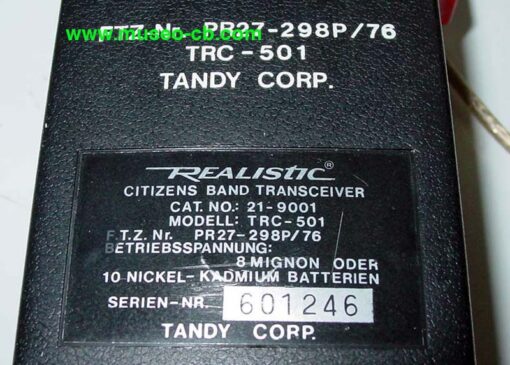 www.museo-cb.com
F.T.Z. Nr. PR27-298P/76
TRC-501
TANDY CORP.
REALISTIC®
CITIZENS BAND TRANSCEIVER
CAT. NO.: 21-9001
MODELL: TRC-501
F.T.Z. Nr. PR27-298P/76
BETRIEBSSPANNUNG:
8 MIGNON ODER
10 NICKEL-KADMIUM BATTERIEN
SERIEN-NR. 601246
TANDY CORP.